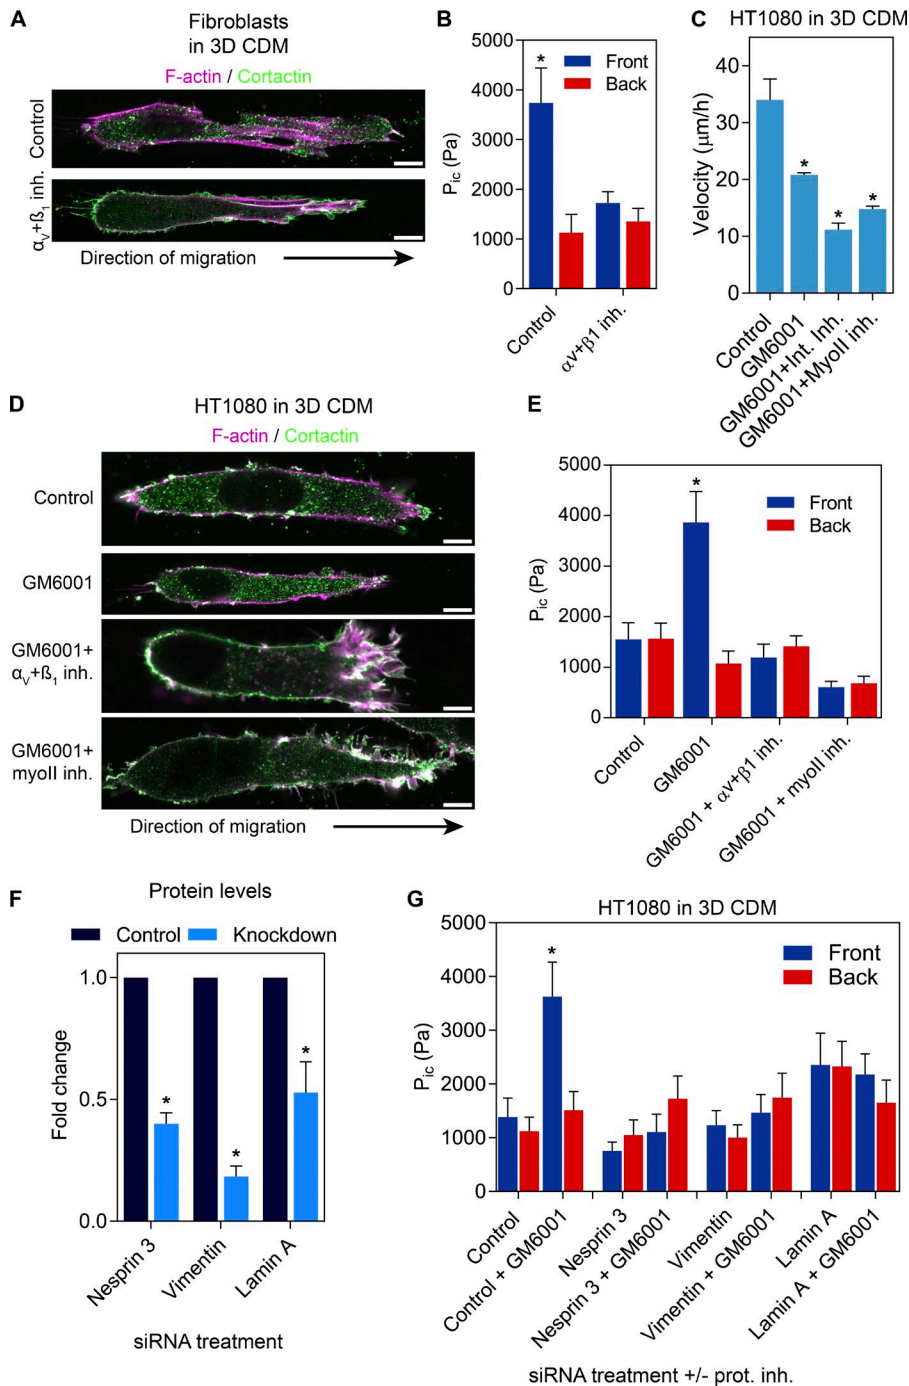 A
Fibroblasts
in 3D CDM
F-actin / Cortactin
Control
αV+ß1 inh.
Direction of migration
B
5000
4000
3000
2000
1000
0
Pic (Pa)
*
Front
Back
Control
αv+β1 inh.
C
HT1080 in 3D CDM
40
30
20
10
0
Velocity (μm/h)
*
*
*
Control
GM6001
GM6001+Int. Inh.
GM6001+MyoII inh.
D
HT1080 in 3D CDM
F-actin / Cortactin
Control
GM6001
GM6001+
αV+ß1 inh.
GM6001+
myoII inh.
Direction of migration
E
5000
4000
3000
2000
1000
0
Pic (Pa)
*
Front
Back
Control
GM6001
GM6001 + αv+β1 inh.
GM6001 + myoII inh.
F
Protein levels
Control
Knockdown
1.0
0.5
0.0
Fold change
*
*
*
Nesprin 3
Vimentin
Lamin A
siRNA treatment
G
HT1080 in 3D CDM
5000
4000
3000
2000
1000
0
Pic (Pa)
*
Front
Back
Control
Control + GM6001
Nesprin 3
Nesprin 3 + GM6001
Vimentin
Vimentin + GM6001
Lamin A
Lamin A + GM6001
siRNA treatment +/- prot. inh.